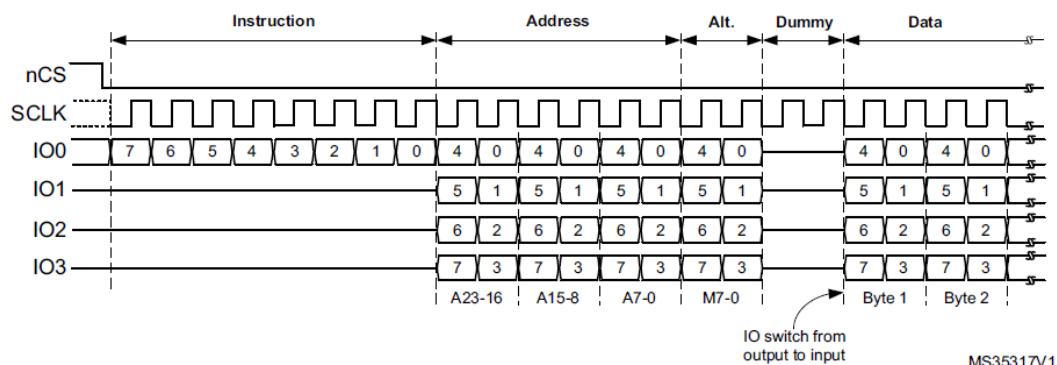 Instruction Address Alt. Dummy Data
nCS
SCLK
IO0 7 6 5 4 3 2 1 0 4 0 4 0 4 0 4 0 4 0 4 0
IO1 5 1 5 1 5 1 5 1 5 1 5 1
IO2 6 2 6 2 6 2 6 2 6 2 6 2
IO3 7 3 7 3 7 3 7 3 7 3 7 3
A23-16 A15-8 A7-0 M7-0 Byte 1 Byte 2
IO switch from
output to input
MS35317V1